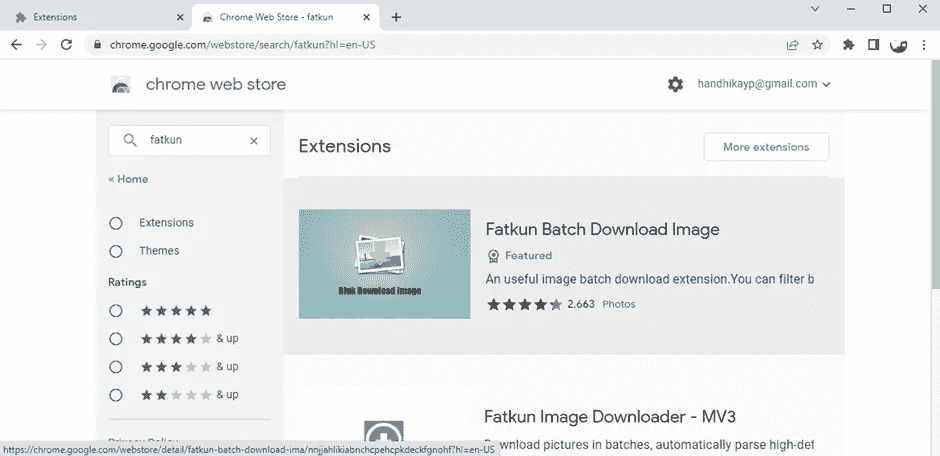 Extensions
Chrome Web Store - fatkun
chrome.google.com/webstore/search/fatkun?hl=en-US
chrome web store
handhikayp@gmail.com
fatkun
« Home
Extensions
Themes
Ratings
& up
& up
& up
Privacy Policy
Extensions
More extensions
Fatkun Batch Download Image
Featured
An useful image batch download extension.You can filter b
2,663 Photos
Bluk Download Image
Fatkun Image Downloader - MV3
Download pictures in batches, automatically parse high-def
https://chrome.google.com/webstore/detail/fatkun-batch-download-ima/nnjjahlikiabnchcpehcpkdeckfgnohf?hl=en-US